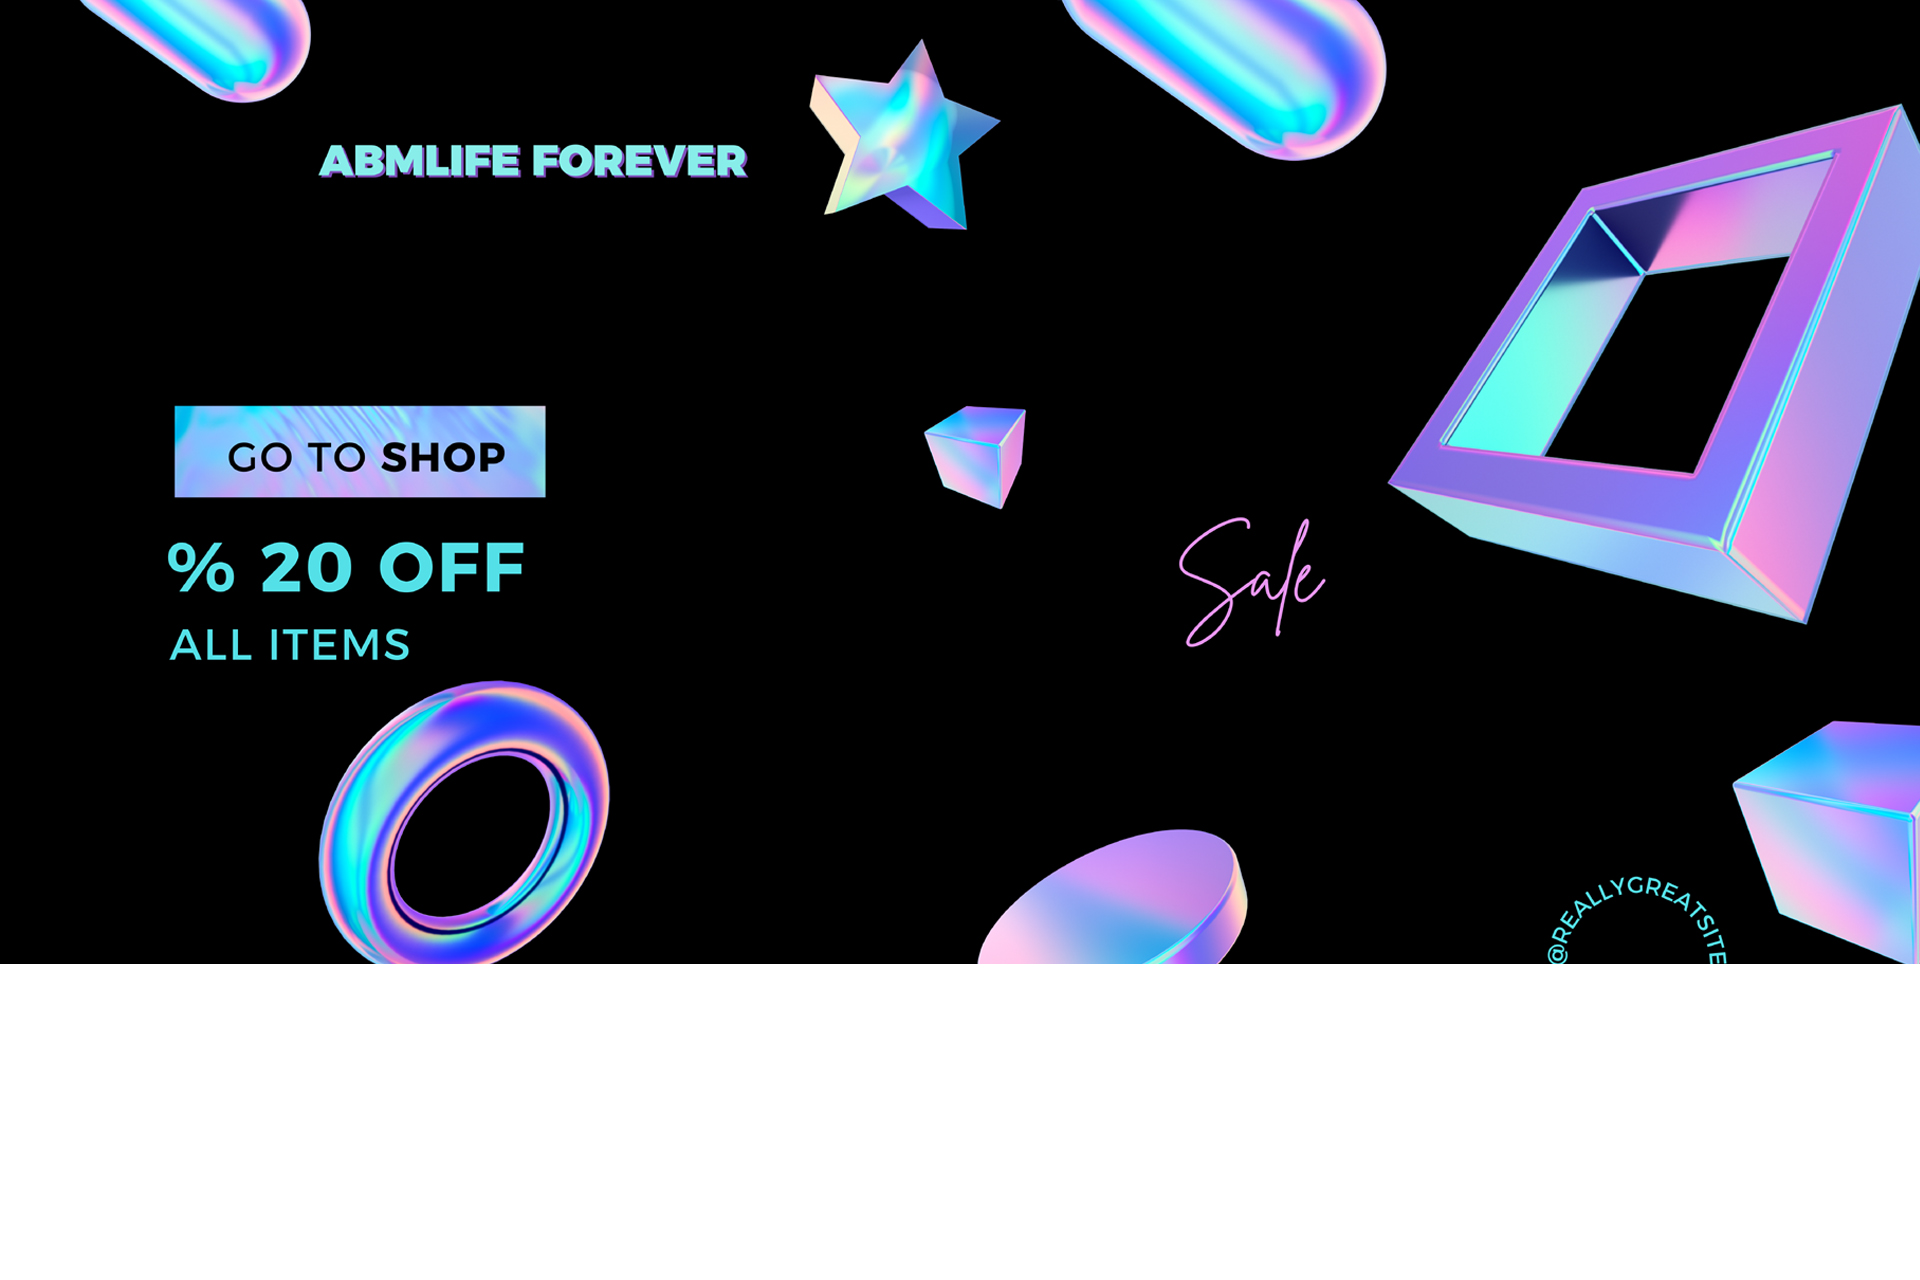 ABMLIFE FOREVER
GO TO SHOP
% 20 OFF
ALL ITEMS
Sale
@REALLYGREATSITE